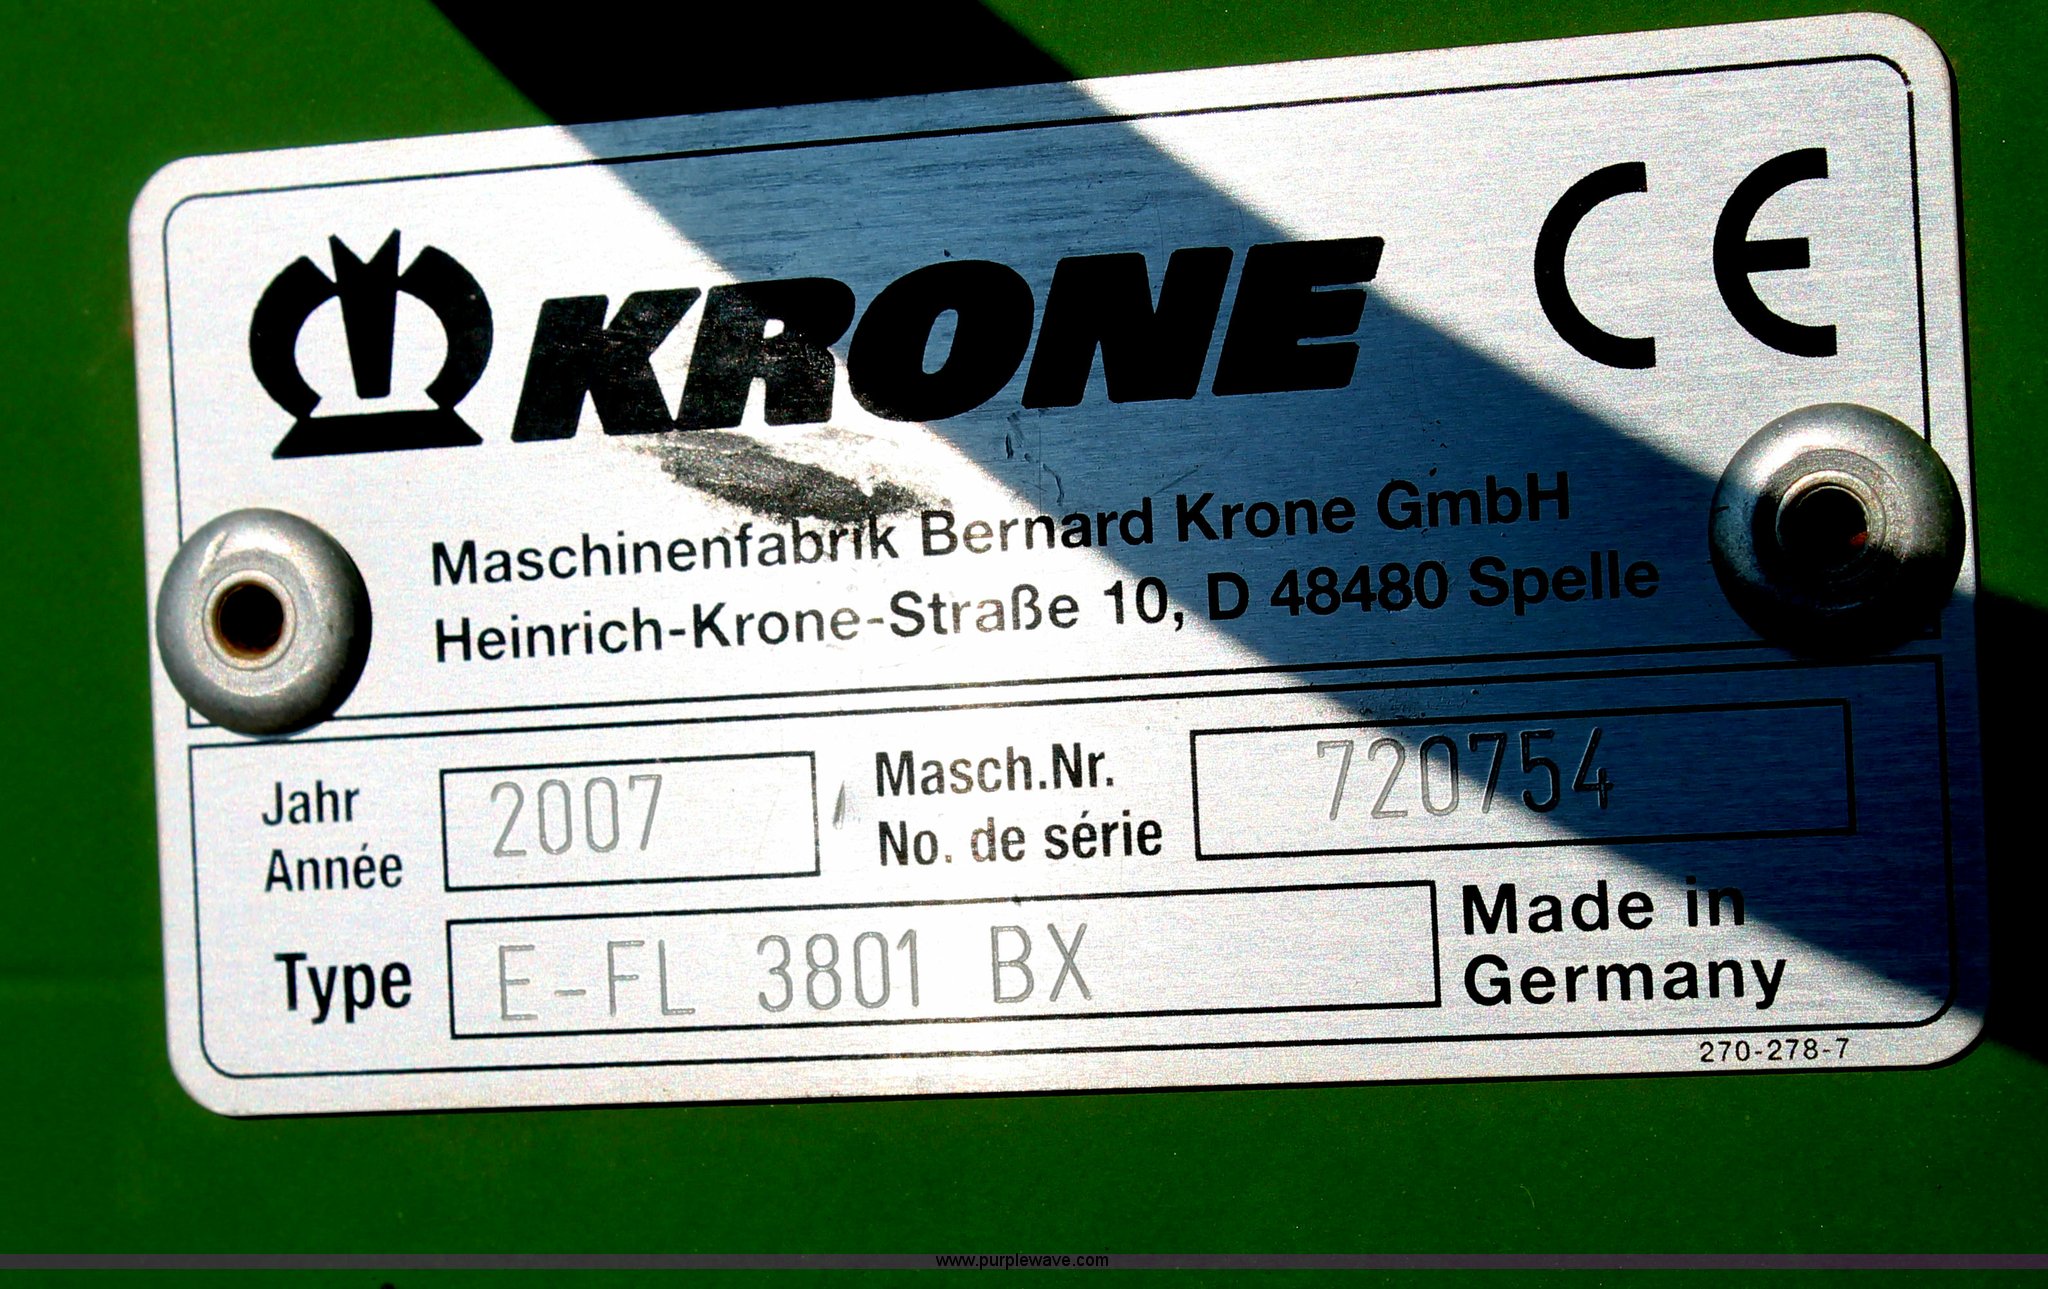 KRONE CE
Maschinenfabrik Bernard Krone GmbH
Heinrich-Krone-Straße 10, D 48480 Spelle
Jahr
Année
2007
Masch.Nr.
No. de série
720754
Type
E-FL 3801 BX
Made in
Germany
270-278-7
www.purplewave.com